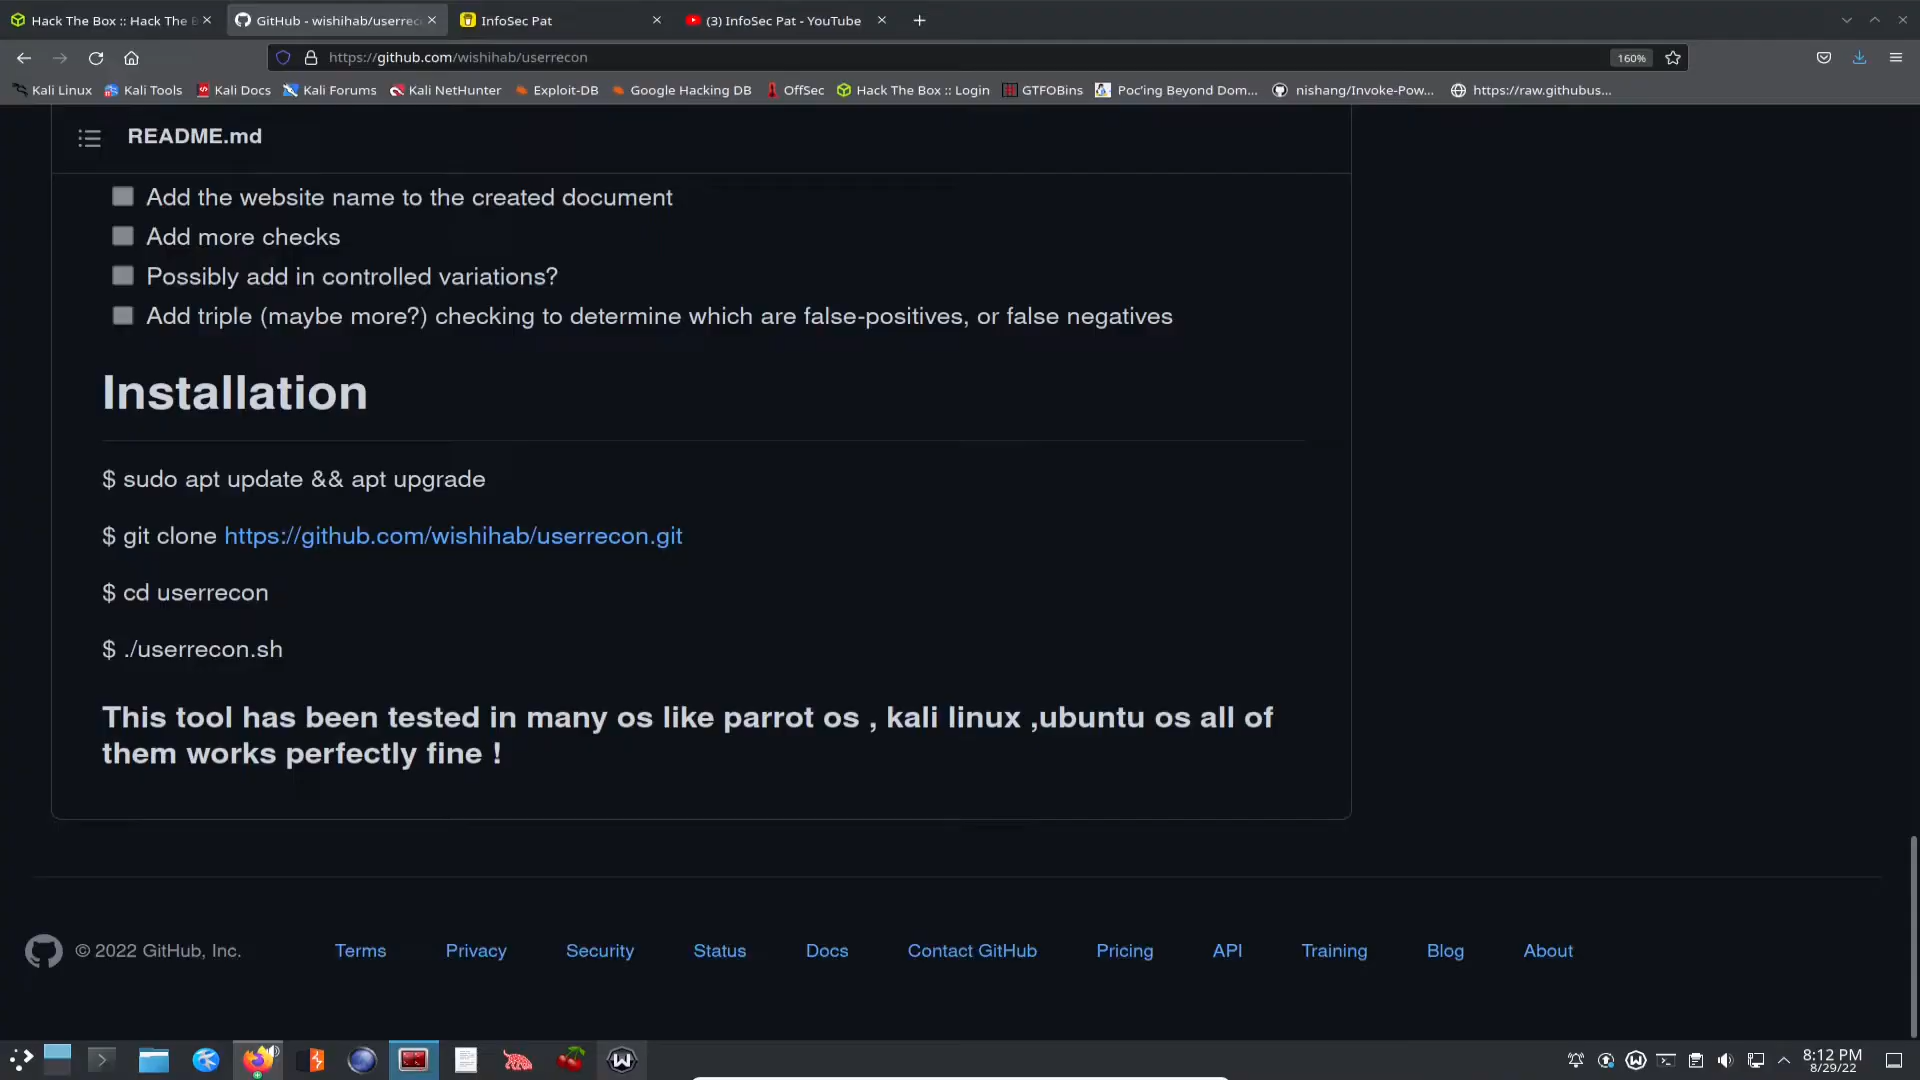 Hack The Box :: Hack The B
GitHub - wishihab/userrec
InfoSec Pat
(3) InfoSec Pat - YouTube
https://github.com/wishihab/userrecon
160%
Kali Linux
Kali Tools
Kali Docs
Kali Forums
Kali NetHunter
Exploit-DB
Google Hacking DB
OffSec
Hack The Box :: Login
GTFOBins
Poc'ing Beyond Dom...
nishang/Invoke-Pow...
https://raw.githubus...
README.md
Add the website name to the created document
Add more checks
Possibly add in controlled variations?
Add triple (maybe more?) checking to determine which are false-positives, or false negatives
Installation
$ sudo apt update && apt upgrade
$ git clone https://github.com/wishihab/userrecon.git
$ cd userrecon
$ ./userrecon.sh
This tool has been tested in many os like parrot os , kali linux ,ubuntu os all of
them works perfectly fine !
© 2022 GitHub, Inc.
Terms
Privacy
Security
Status
Docs
Contact GitHub
Pricing
API
Training
Blog
About
8:12 PM
8/29/22